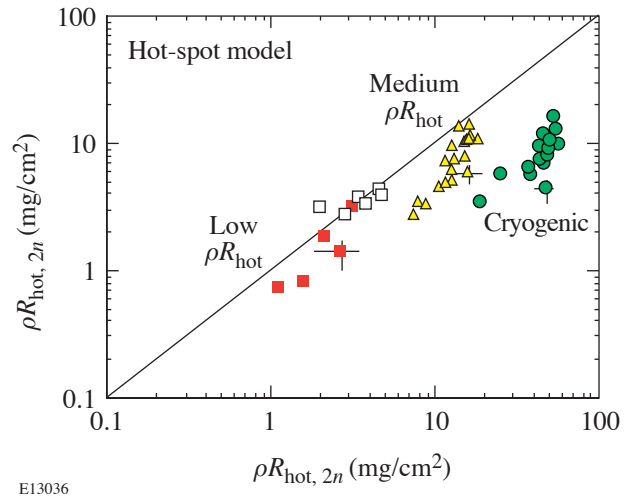 100
Hot-spot model
Medium
ρR_hot
10
Low
ρR_hot
Cryogenic
1
0.1
0.1 1 10 100
ρR_hot, 2n (mg/cm²)
ρR_hot, 2n (mg/cm²)
E13036